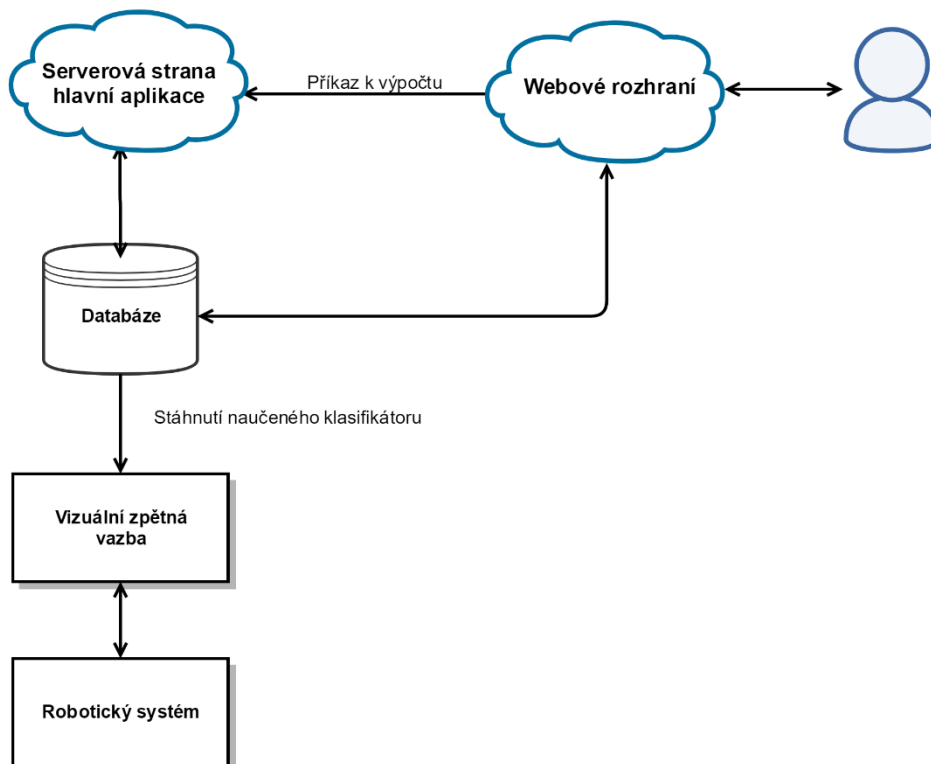 Serverová strana
hlavní aplikace
Příkaz k výpočtu
Webové rozhraní
Databáze
Stáhnutí naučeného klasifikátoru
Vizuální zpětná
vazba
Robotický systém